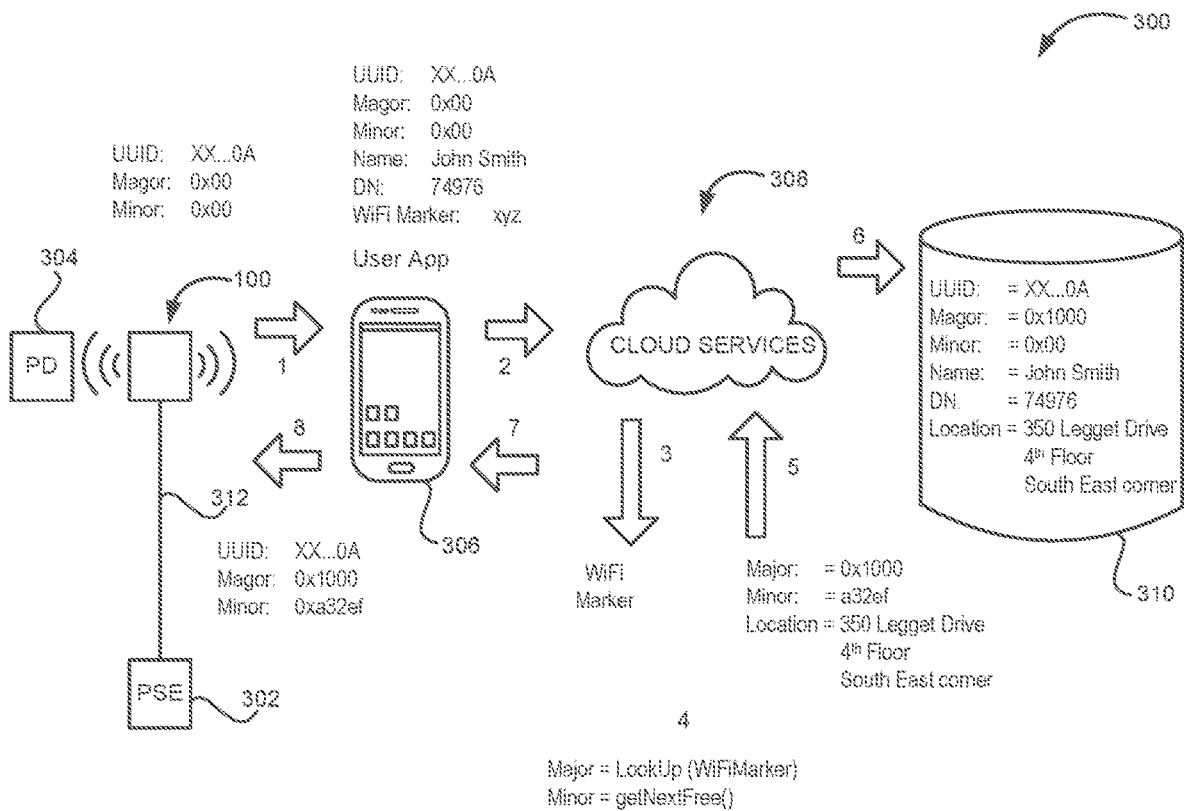 300
UUID: XX...0A
Magor: 0x00
Minor: 0x00
Name: John Smith
DN: 74976
WiFi Marker: xyz
User App
UUID: XX...0A
Magor: 0x00
Minor: 0x00
308
304
100
PD
1
2
CLOUD SERVICES
6
UUID: = XX...0A
Magor: = 0x1000
Minor: = 0x00
Name: = John Smith
DN: = 74976
Location = 350 Legget Drive
4th Floor
South East corner
310
8
7
3
5
312
306
UUID: XX...0A
Magor: 0x1000
Minor: 0xa32ef
WiFi
Marker
Major: = 0x1000
Minor: = a32ef
Location = 350 Legget Drive
4th Floor
South East corner
PSE
302
4
Major = LookUp (WiFiMarker)
Minor = getNextFree()